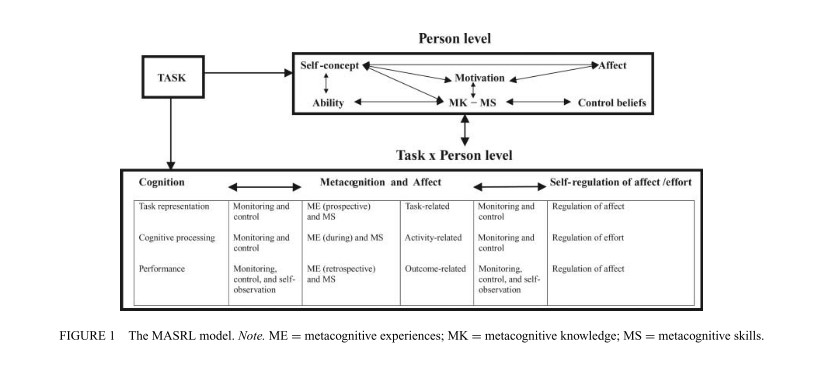 Person level
TASK
Self-concept
Affect
Motivation
Ability
MK – MS
Control beliefs
Task x Person level
Cognition
Metacognition and Affect
Self-regulation of affect /effort
Task representation
Monitoring and
control
ME (prospective)
and MS
Task-related
Monitoring and
control
Regulation of affect
Cognitive processing
Monitoring and
control
ME (during) and MS
Activity-related
Monitoring and
control
Regulation of effort
Performance
Monitoring,
control, and self-
observation
ME (retrospective)
and MS
Outcome-related
Monitoring,
control, and self-
observation
Regulation of affect
FIGURE 1 The MASRL model. Note. ME = metacognitive experiences; MK = metacognitive knowledge; MS = metacognitive skills.